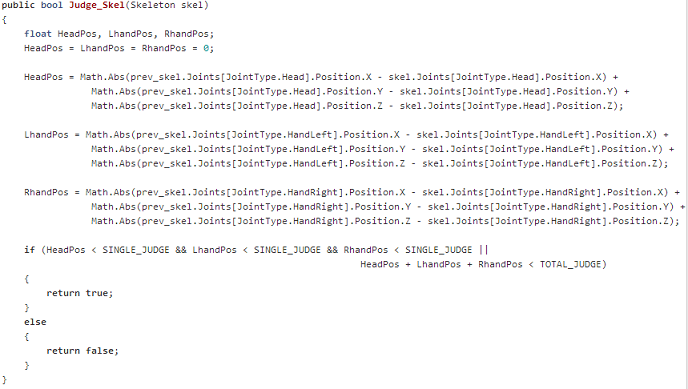 public bool Judge_Skel(Skeleton skel)
{
    float HeadPos, LhandPos, RhandPos;
    HeadPos = LhandPos = RhandPos = 0;

    HeadPos = Math.Abs(prev_skel.Joints[JointType.Head].Position.X - skel.Joints[JointType.Head].Position.X) +
              Math.Abs(prev_skel.Joints[JointType.Head].Position.Y - skel.Joints[JointType.Head].Position.Y) +
              Math.Abs(prev_skel.Joints[JointType.Head].Position.Z - skel.Joints[JointType.Head].Position.Z);

    LhandPos = Math.Abs(prev_skel.Joints[JointType.HandLeft].Position.X - skel.Joints[JointType.HandLeft].Position.X) +
               Math.Abs(prev_skel.Joints[JointType.HandLeft].Position.Y - skel.Joints[JointType.HandLeft].Position.Y) +
               Math.Abs(prev_skel.Joints[JointType.HandLeft].Position.Z - skel.Joints[JointType.HandLeft].Position.Z);

    RhandPos = Math.Abs(prev_skel.Joints[JointType.HandRight].Position.X - skel.Joints[JointType.HandRight].Position.X) +
               Math.Abs(prev_skel.Joints[JointType.HandRight].Position.Y - skel.Joints[JointType.HandRight].Position.Y) +
               Math.Abs(prev_skel.Joints[JointType.HandRight].Position.Z - skel.Joints[JointType.HandRight].Position.Z);

    if (HeadPos < SINGLE_JUDGE && LhandPos < SINGLE_JUDGE && RhandPos < SINGLE_JUDGE ||
                                                            HeadPos + LhandPos + RhandPos < TOTAL_JUDGE)
    {
        return true;
    }
    else
    {
        return false;
    }
}